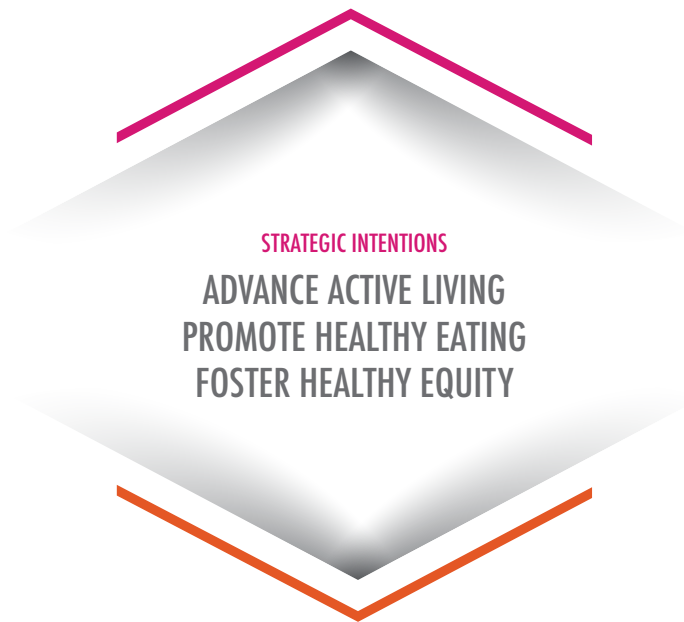 STRATEGIC INTENTIONS
ADVANCE ACTIVE LIVING
PROMOTE HEALTHY EATING
FOSTER HEALTHY EQUITY